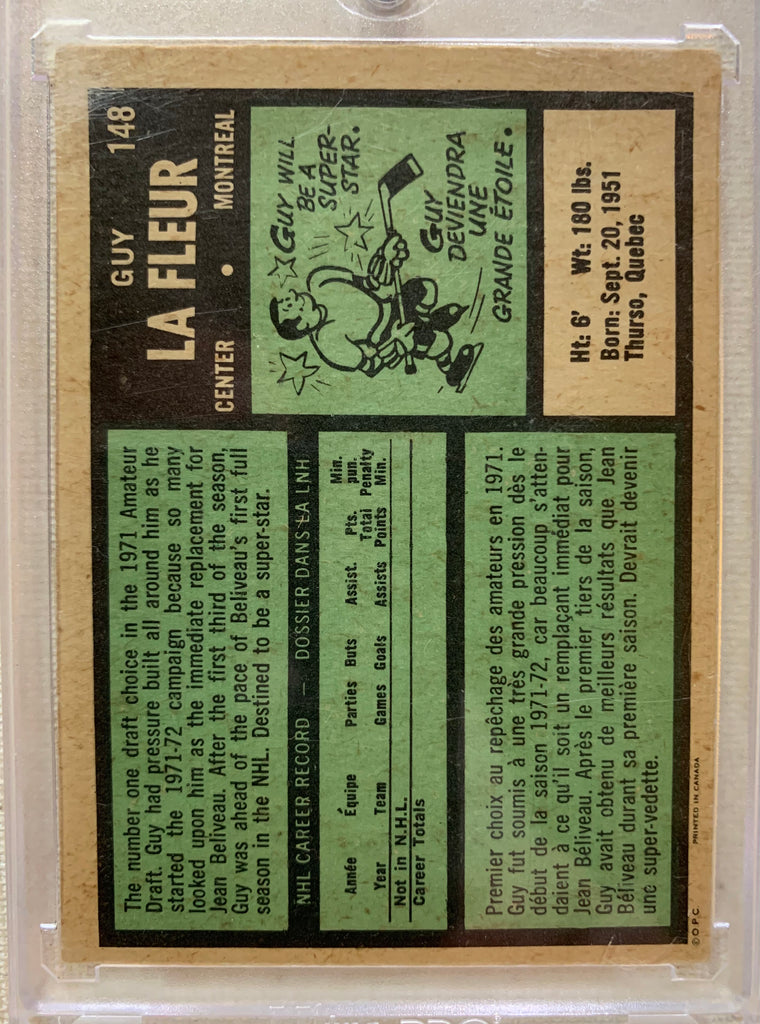 GUY 148
LA FLEUR
CENTER • MONTREAL
GUY WILL
BE A
SUPER-
STAR.
GUY
DEVIENDRA
UNE
GRANDE ÉTOILE.
Ht: 6' Wt: 180 lbs.
Born: Sept. 20, 1951
Thurso, Quebec
The number one draft choice in the 1971 Amateur
Draft. Guy had pressure built all around him as he
started the 1971-72 campaign because so many
looked upon him as the immediate replacement for
Jean Beliveau. After the first third of the season,
Guy was ahead of the pace of Beliveau's first full
season in the NHL. Destined to be a super-star.
NHL CAREER RECORD — DOSSIER DANS LA LNH
Min.
Pts. pun.
Année Équipe Parties Buts Assist. Total Penalty
Year Team Games Goals Assists Points Min.
Not in N.H.L.
Career Totals
Premier choix au repêchage des amateurs en 1971.
Guy fut soumis à une très grande pression dès le
début de la saison 1971-72, car beaucoup s'atten-
daient à ce qu'il soit un remplaçant immédiat pour
Jean Béliveau. Après le premier tiers de la saison,
Guy avait obtenu de meilleurs résultats que Jean
Béliveau durant sa première saison. Devrait devenir
une super-vedette.
©O.P.C. PRINTED IN CANADA